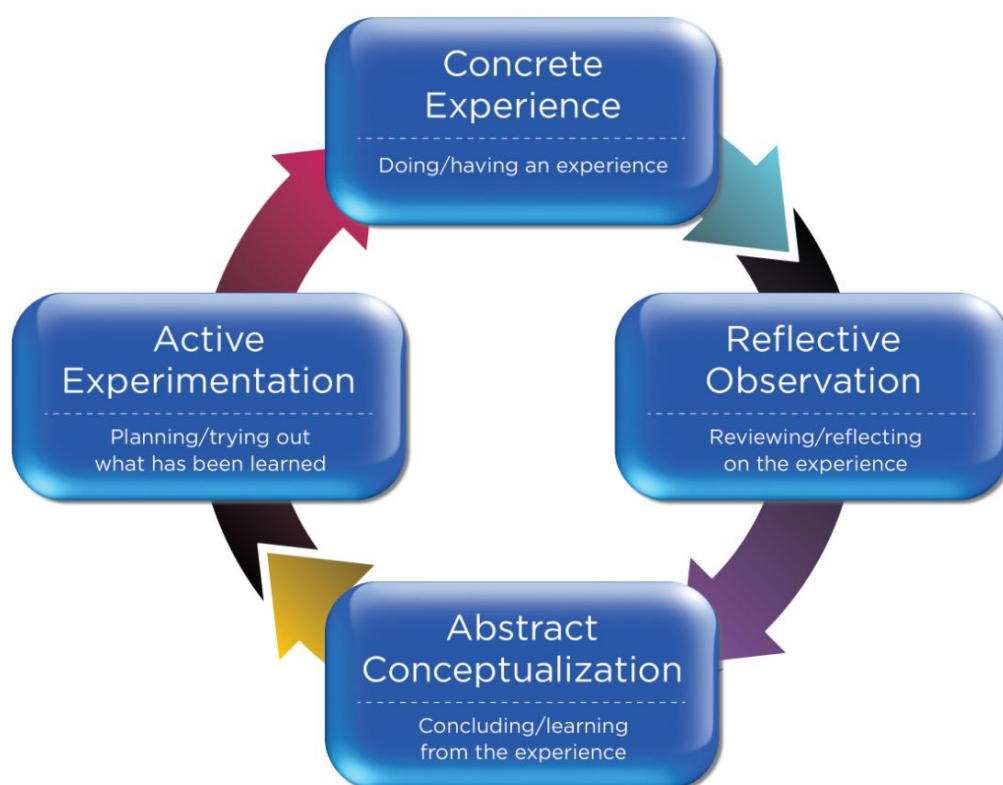 Concrete
Experience
Doing/having an experience
Reflective
Observation
Reviewing/reflecting
on the experience
Abstract
Conceptualization
Concluding/learning
from the experience
Active
Experimentation
Planning/trying out
what has been learned